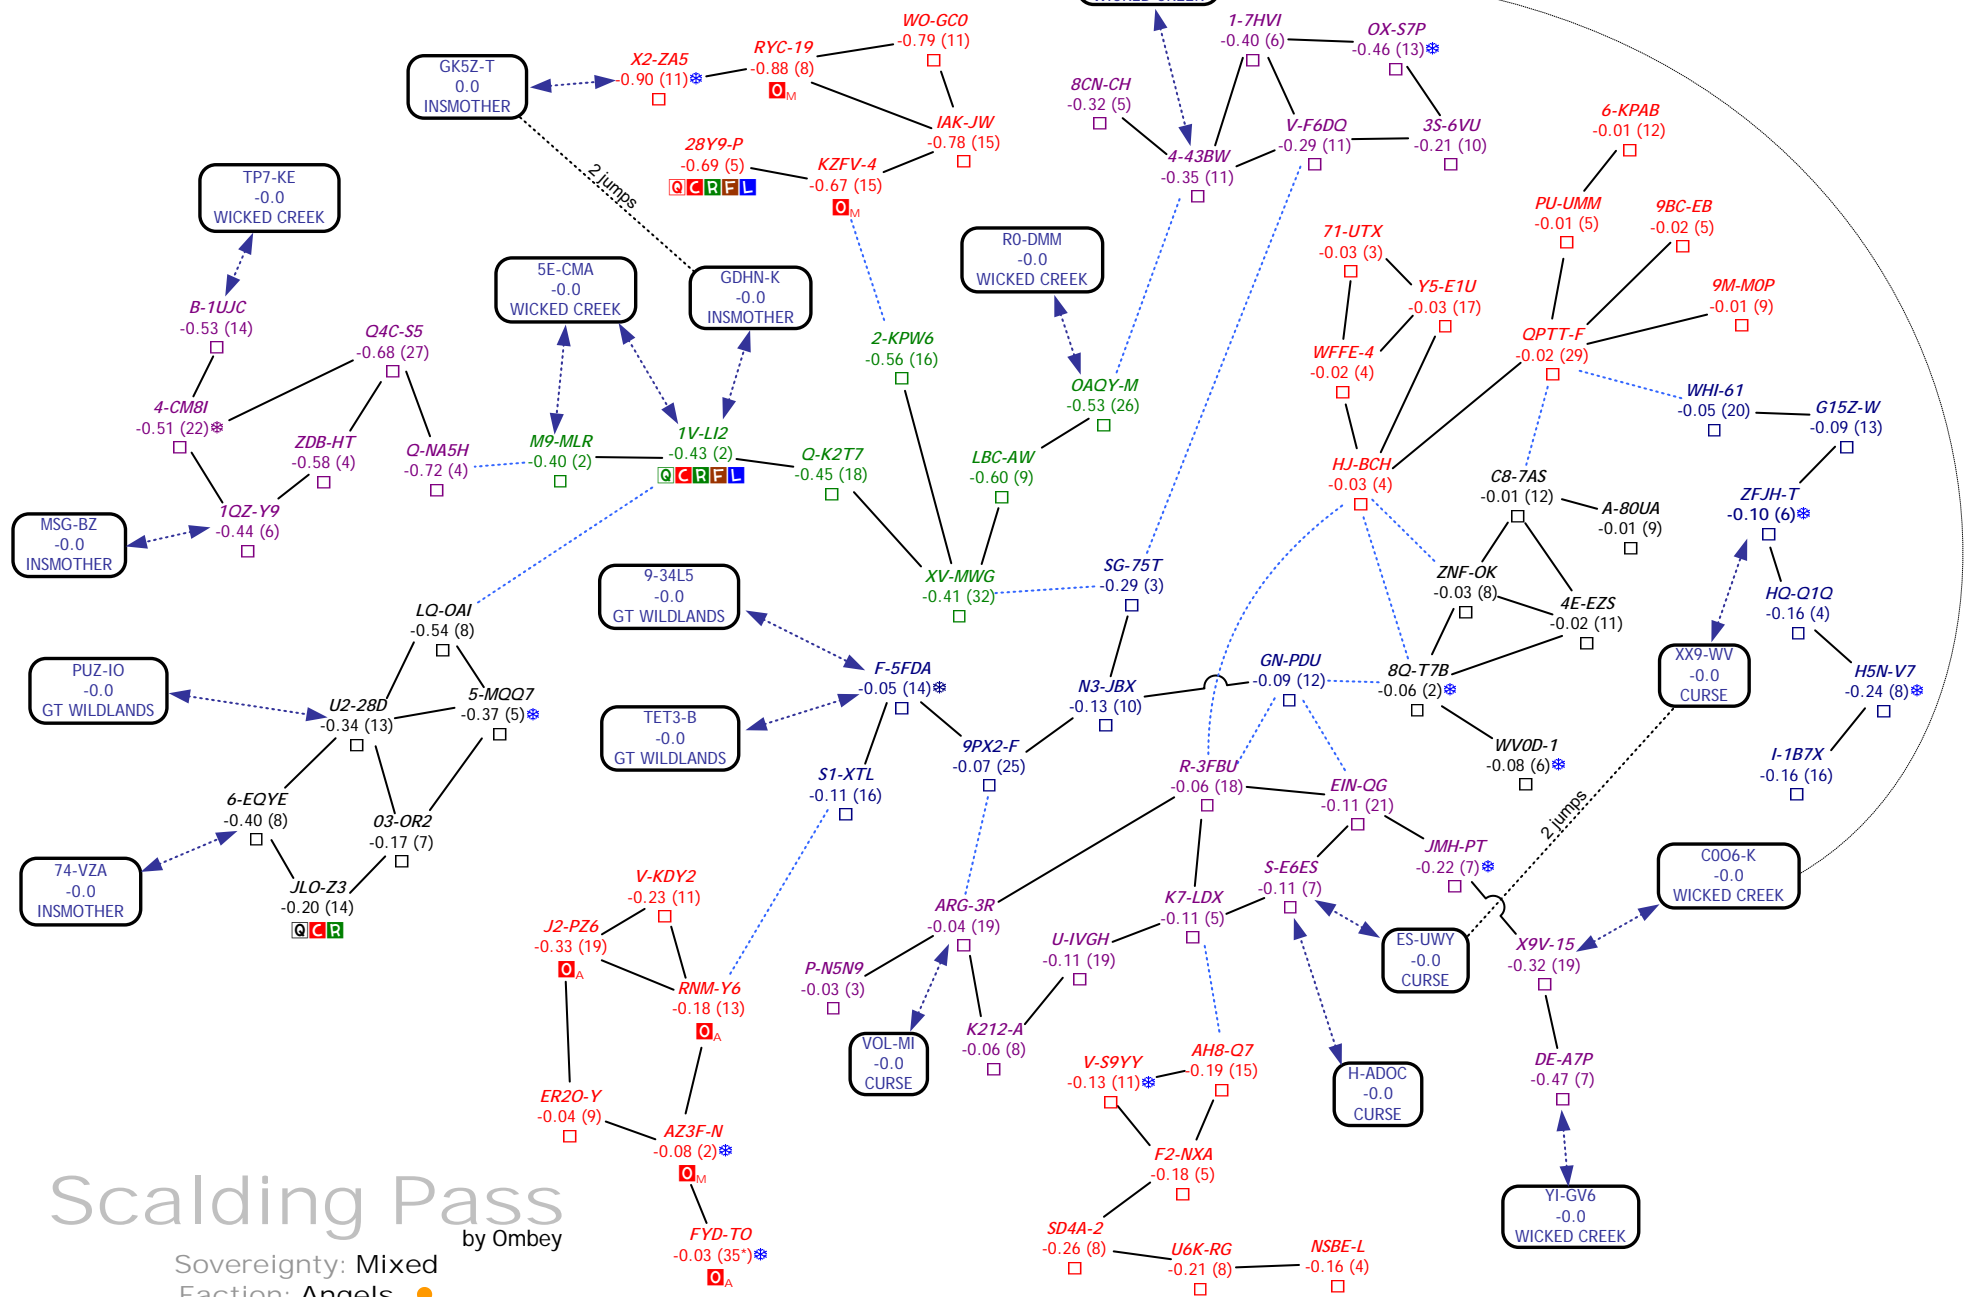 WICKED CREEK
WO-GC0
-0.79 (11)
1-7HVI
-0.40 (6)
OX-S7P
-0.46 (13)
RYC-19
-0.88 (8)
O M
X2-ZA5
-0.90 (11)
GK5Z-T
0.0
INSMOTHER
8CN-CH
-0.32 (5)
6-KPAB
-0.01 (12)
IAK-JW
-0.78 (15)
V-F6DQ
-0.29 (11)
3S-6VU
-0.21 (10)
28Y9-P
-0.69 (5)
Q C R F L
KZFV-4
-0.67 (15)
O M
4-43BW
-0.35 (11)
2 jumps
TP7-KE
-0.0
WICKED CREEK
PU-UMM
-0.01 (5)
9BC-EB
-0.02 (5)
71-UTX
-0.03 (3)
R0-DMM
-0.0
WICKED CREEK
5E-CMA
-0.0
WICKED CREEK
GDHN-K
-0.0
INSMOTHER
Y5-E1U
-0.03 (17)
9M-M0P
-0.01 (9)
B-1UJC
-0.53 (14)
Q4C-S5
-0.68 (27)
2-KPW6
-0.56 (16)
QPTT-F
-0.02 (29)
WFFE-4
-0.02 (4)
OAQY-M
-0.53 (26)
WHI-61
-0.05 (20)
G15Z-W
-0.09 (13)
4-CM8I
-0.51 (22)
ZDB-HT
-0.58 (4)
Q-NA5H
-0.72 (4)
M9-MLR
-0.40 (2)
1V-LI2
-0.43 (2)
Q C R F L
Q-K2T7
-0.45 (18)
LBC-AW
-0.60 (9)
HJ-BCH
-0.03 (4)
C8-7AS
-0.01 (12)
A-80UA
-0.01 (9)
ZFJH-T
-0.10 (6)
1QZ-Y9
-0.44 (6)
MSG-BZ
-0.0
INSMOTHER
9-34L5
-0.0
GT WILDLANDS
XV-MWG
-0.41 (32)
SG-75T
-0.29 (3)
ZNF-OK
-0.03 (8)
4E-EZS
-0.02 (11)
HQ-Q1Q
-0.16 (4)
LQ-OAI
-0.54 (8)
PUZ-IO
-0.0
GT WILDLANDS
F-5FDA
-0.05 (14)
GN-PDU
-0.09 (12)
8Q-T7B
-0.06 (2)
XX9-WV
-0.0
CURSE
H5N-V7
-0.24 (8)
5-MQQ7
-0.37 (5)
U2-28D
-0.34 (13)
N3-JBX
-0.13 (10)
TET3-B
-0.0
GT WILDLANDS
9PX2-F
-0.07 (25)
WV0D-1
-0.08 (6)
I-1B7X
-0.16 (16)
S1-XTL
-0.11 (16)
R-3FBU
-0.06 (18)
EIN-QG
-0.11 (21)
6-EQYE
-0.40 (8)
03-OR2
-0.17 (7)
2 jumps
JMH-PT
-0.22 (7)
C0O6-K
-0.0
WICKED CREEK
74-VZA
-0.0
INSMOTHER
JLO-Z3
-0.20 (14)
Q C R
V-KDY2
-0.23 (11)
S-E6ES
-0.11 (7)
K7-LDX
-0.11 (5)
ARG-3R
-0.04 (19)
J2-PZ6
-0.33 (19)
O A
U-IVGH
-0.11 (19)
ES-UWY
-0.0
CURSE
X9V-15
-0.32 (19)
P-N5N9
-0.03 (3)
RNM-Y6
-0.18 (13)
O A
K212-A
-0.06 (8)
VOL-MI
-0.0
CURSE
V-S9YY
-0.13 (11)
AH8-Q7
-0.19 (15)
H-ADOC
-0.0
CURSE
DE-A7P
-0.47 (7)
ER2O-Y
-0.04 (9)
AZ3F-N
-0.08 (2)
O M
F2-NXA
-0.18 (5)
YI-GV6
-0.0
WICKED CREEK
Scalding Pass
by Ombey
FYD-TO
-0.03 (35*)
O A
SD4A-2
-0.26 (8)
U6K-RG
-0.21 (8)
NSBE-L
-0.16 (4)
Sovereignty: Mixed
Faction: Angels